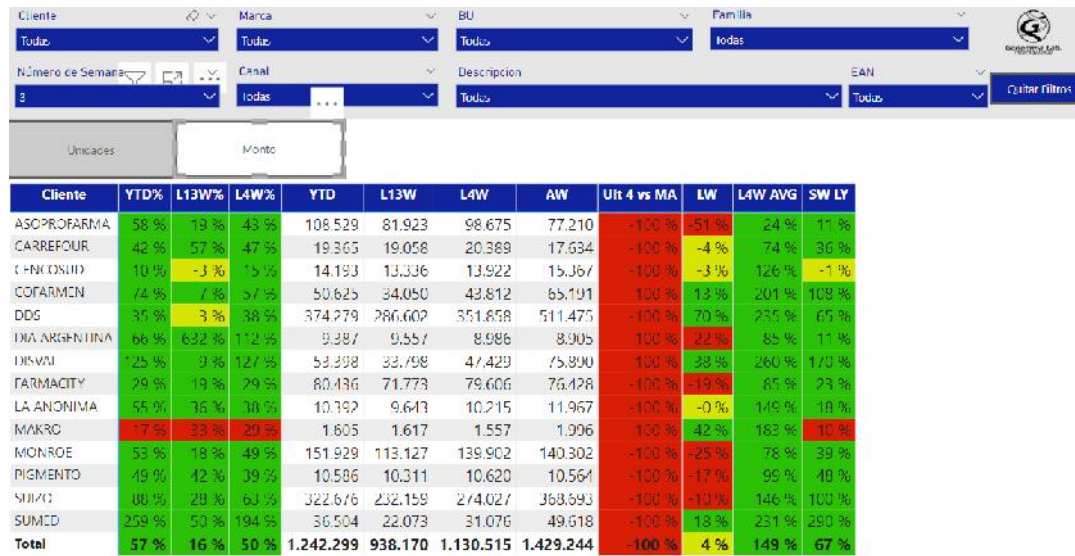 Cliente Marca BU Familia
Todas Todas Todas Todas
Número de Semana Canal Descripcion EAN
3 Todas Todas Todas Quitar Filtros
Unidades Monto
Cliente YTD% L13W% L4W% YTD L13W L4W AW Ult 4 vs MA LW L4W AVG SW LY
ASOPROFARMA 58 % 19 % 43 % 108.529 81.923 98.675 77.210 -100 % -51 % 24 % 11 %
CARREFOUR 42 % 57 % 47 % 19.365 19.058 20.389 17.634 -100 % -4 % 74 % 36 %
CENCOSUD 10 % -3 % 15 % 14.193 13.336 13.922 15.367 -100 % -3 % 126 % -1 %
COFARMEN 74 % 7 % 57 % 50.625 34.050 43.812 65.191 -100 % 13 % 201 % 108 %
DDS 35 % 3 % 38 % 374.279 286.602 351.858 511.475 -100 % 70 % 235 % 65 %
DIA ARGENTINA 66 % 632 % 112 % 9.387 9.557 8.986 8.905 -100 % 22 % 85 % 11 %
DISVAL 125 % 9 % 127 % 53.398 33.798 47.429 75.890 -100 % 38 % 260 % 170 %
FARMACITY 29 % 19 % 29 % 80.436 71.773 79.606 76.428 -100 % -19 % 85 % 23 %
LA ANONIMA 55 % 36 % 38 % 10.392 9.643 10.215 11.967 -100 % -0 % 149 % 18 %
MAKRO 17 % 33 % 29 % 1.605 1.617 1.557 1.996 -100 % 42 % 183 % 10 %
MONROE 53 % 18 % 49 % 151.929 113.127 139.902 140.302 -100 % -25 % 78 % 39 %
PIGMENTO 49 % 42 % 39 % 10.586 10.311 10.620 10.564 -100 % -17 % 99 % 48 %
SUIZO 88 % 28 % 63 % 322.676 232.159 274.027 368.693 -100 % -10 % 146 % 100 %
SUMED 259 % 50 % 194 % 36.504 22.073 31.076 49.618 -100 % 18 % 231 % 290 %
Total 57 % 16 % 50 % 1.242.299 938.170 1.130.515 1.429.244 -100 % 4 % 149 % 67 %